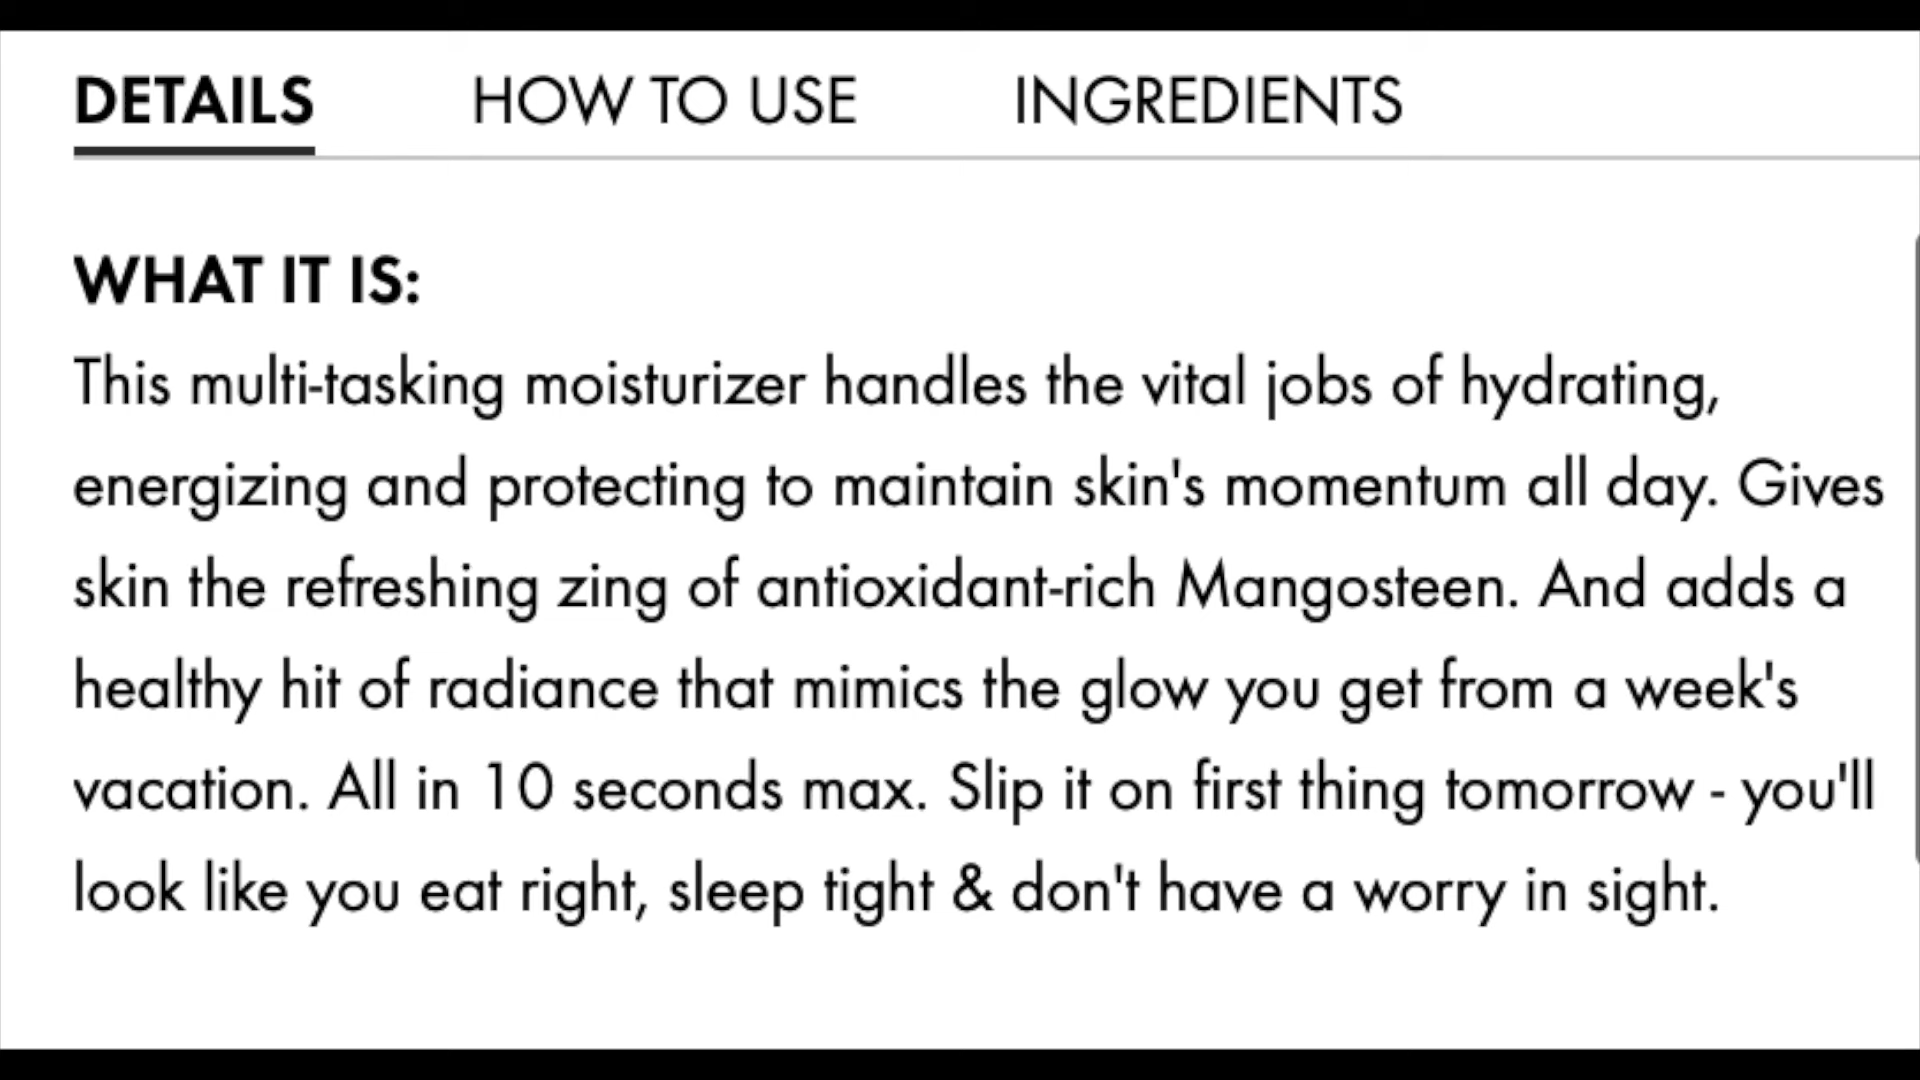 DETAILS HOW TO USE INGREDIENTS
WHAT IT IS:
This multi-tasking moisturizer handles the vital jobs of hydrating,
energizing and protecting to maintain skin's momentum all day. Gives
skin the refreshing zing of antioxidant-rich Mangosteen. And adds a
healthy hit of radiance that mimics the glow you get from a week's
vacation. All in 10 seconds max. Slip it on first thing tomorrow - you'll
look like you eat right, sleep tight & don't have a worry in sight.